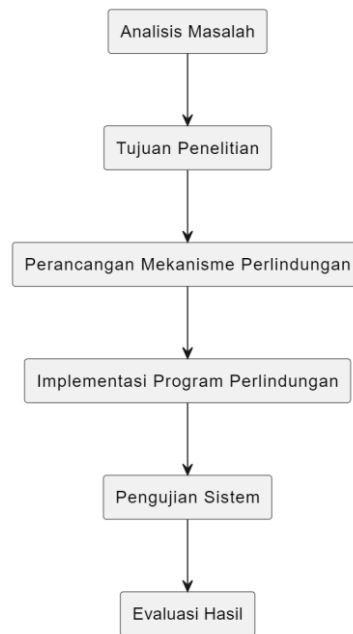 Analisis Masalah
Tujuan Penelitian
Perancangan Mekanisme Perlindungan
Implementasi Program Perlindungan
Pengujian Sistem
Evaluasi Hasil